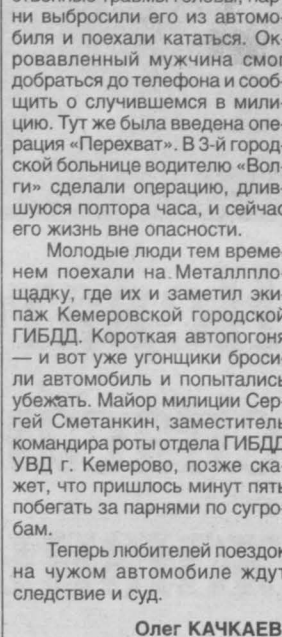 ственные травмы головы, пар-
ни выбросили его из автомо-
биля и поехали кататься. Ок-
ровавленный мужчина смог
добраться до телефона и сооб-
щить о случившемся в мили-
цию. Тут же была введена опе-
рация «Перехват». В 3-й город-
ской больнице водителю «Вол-
ги» сделали операцию, длив-
шуюся полтора часа, и сейчас
его жизнь вне опасности.
Молодые люди тем време-
нем поехали на Металлпло-
щадку, где их и заметил эки-
паж Кемеровской городской
ГИБДД. Короткая автопогоня
— и вот уже угонщики броси-
ли автомобиль и попытались
убежать. Майор милиции Сер-
гей Сметанкин, заместитель
командира роты отдела ГИБДД
УВД г. Кемерово, позже ска-
жет, что пришлось минут пять
побегать за парнями по сугро-
бам.
Теперь любителей поездок
на чужом автомобиле ждут
следствие и суд.
Олег КАЧКАЕВ